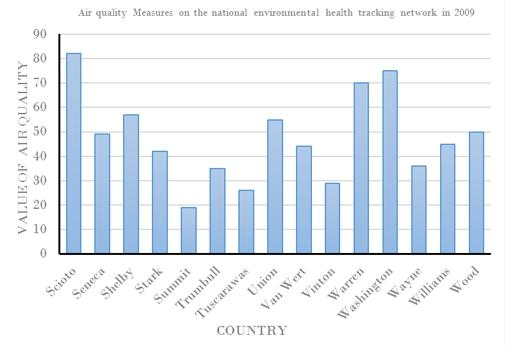 Air quality Measures on the national environmental health tracking network in 2009
90
80
70
60
50
40
30
20
10
0
VALUE OF AIR QUALITY
Scioto
Seneca
Shelby
Stark
Summit
Trumbull
Tuscarawas
Union
Van Wert
Vinton
Warren
Washington
Wayne
Williams
Wood
COUNTRY